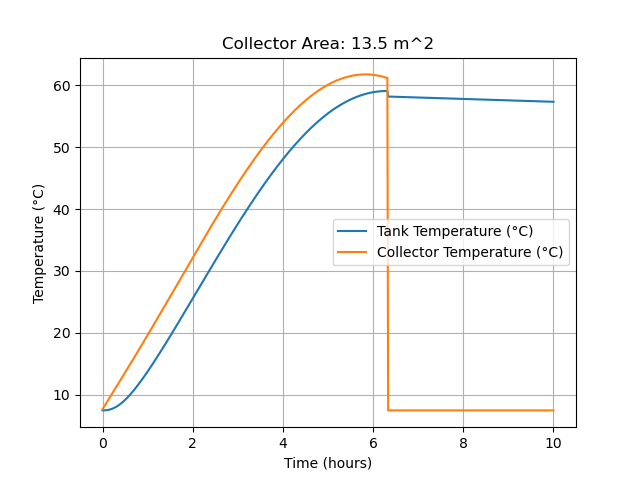 Collector Area: 13.5 m^2
60
50
40
30
20
10
Temperature (°C)
Tank Temperature (°C)
Collector Temperature (°C)
0 2 4 6 8 10
Time (hours)